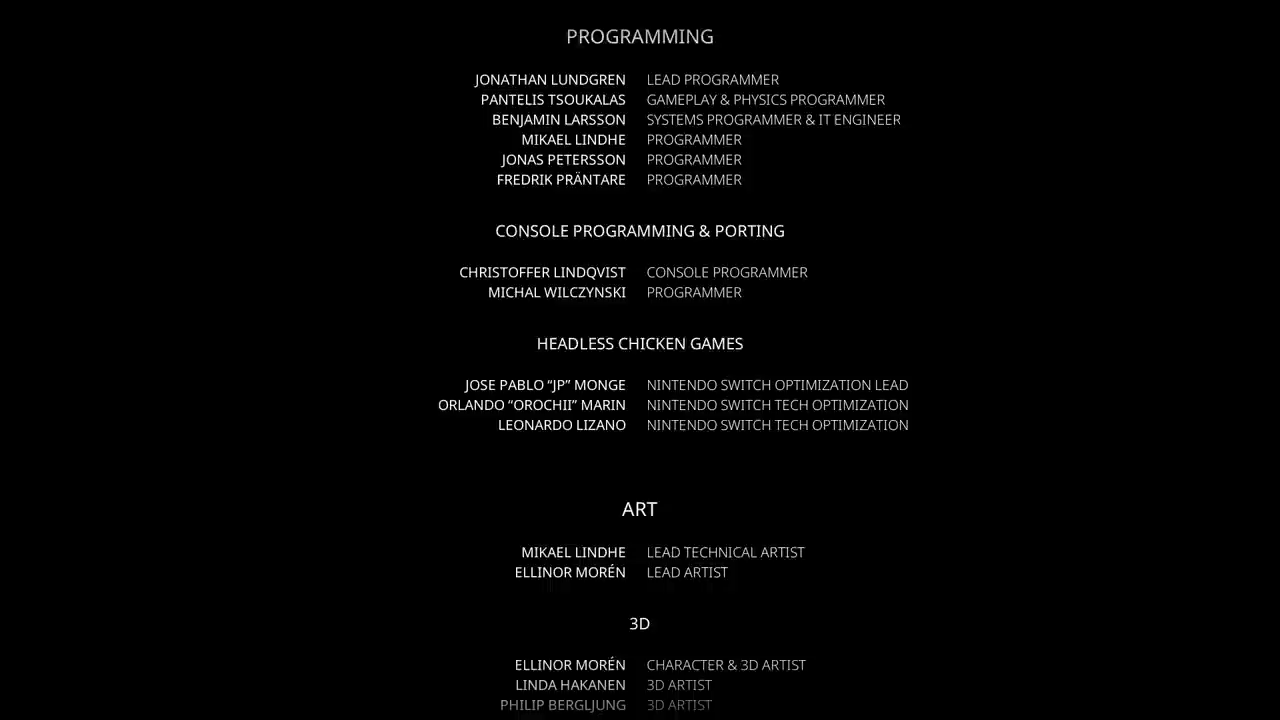 PROGRAMMING
JONATHAN LUNDGREN LEAD PROGRAMMER
PANTELIS TSOUKALAS GAMEPLAY & PHYSICS PROGRAMMER
BENJAMIN LARSSON SYSTEMS PROGRAMMER & IT ENGINEER
MIKAEL LINDHE PROGRAMMER
JONAS PETERSSON PROGRAMMER
FREDRIK PRÄNTARE PROGRAMMER
CONSOLE PROGRAMMING & PORTING
CHRISTOFFER LINDQVIST CONSOLE PROGRAMMER
MICHAL WILCZYNSKI PROGRAMMER
HEADLESS CHICKEN GAMES
JOSE PABLO “JP” MONGE NINTENDO SWITCH OPTIMIZATION LEAD
ORLANDO “OROCHII” MARIN NINTENDO SWITCH TECH OPTIMIZATION
LEONARDO LIZANO NINTENDO SWITCH TECH OPTIMIZATION
ART
MIKAEL LINDHE LEAD TECHNICAL ARTIST
ELLINOR MORÉN LEAD ARTIST
3D
ELLINOR MORÉN CHARACTER & 3D ARTIST
LINDA HAKANEN 3D ARTIST
PHILIP BERGLJUNG 3D ARTIST